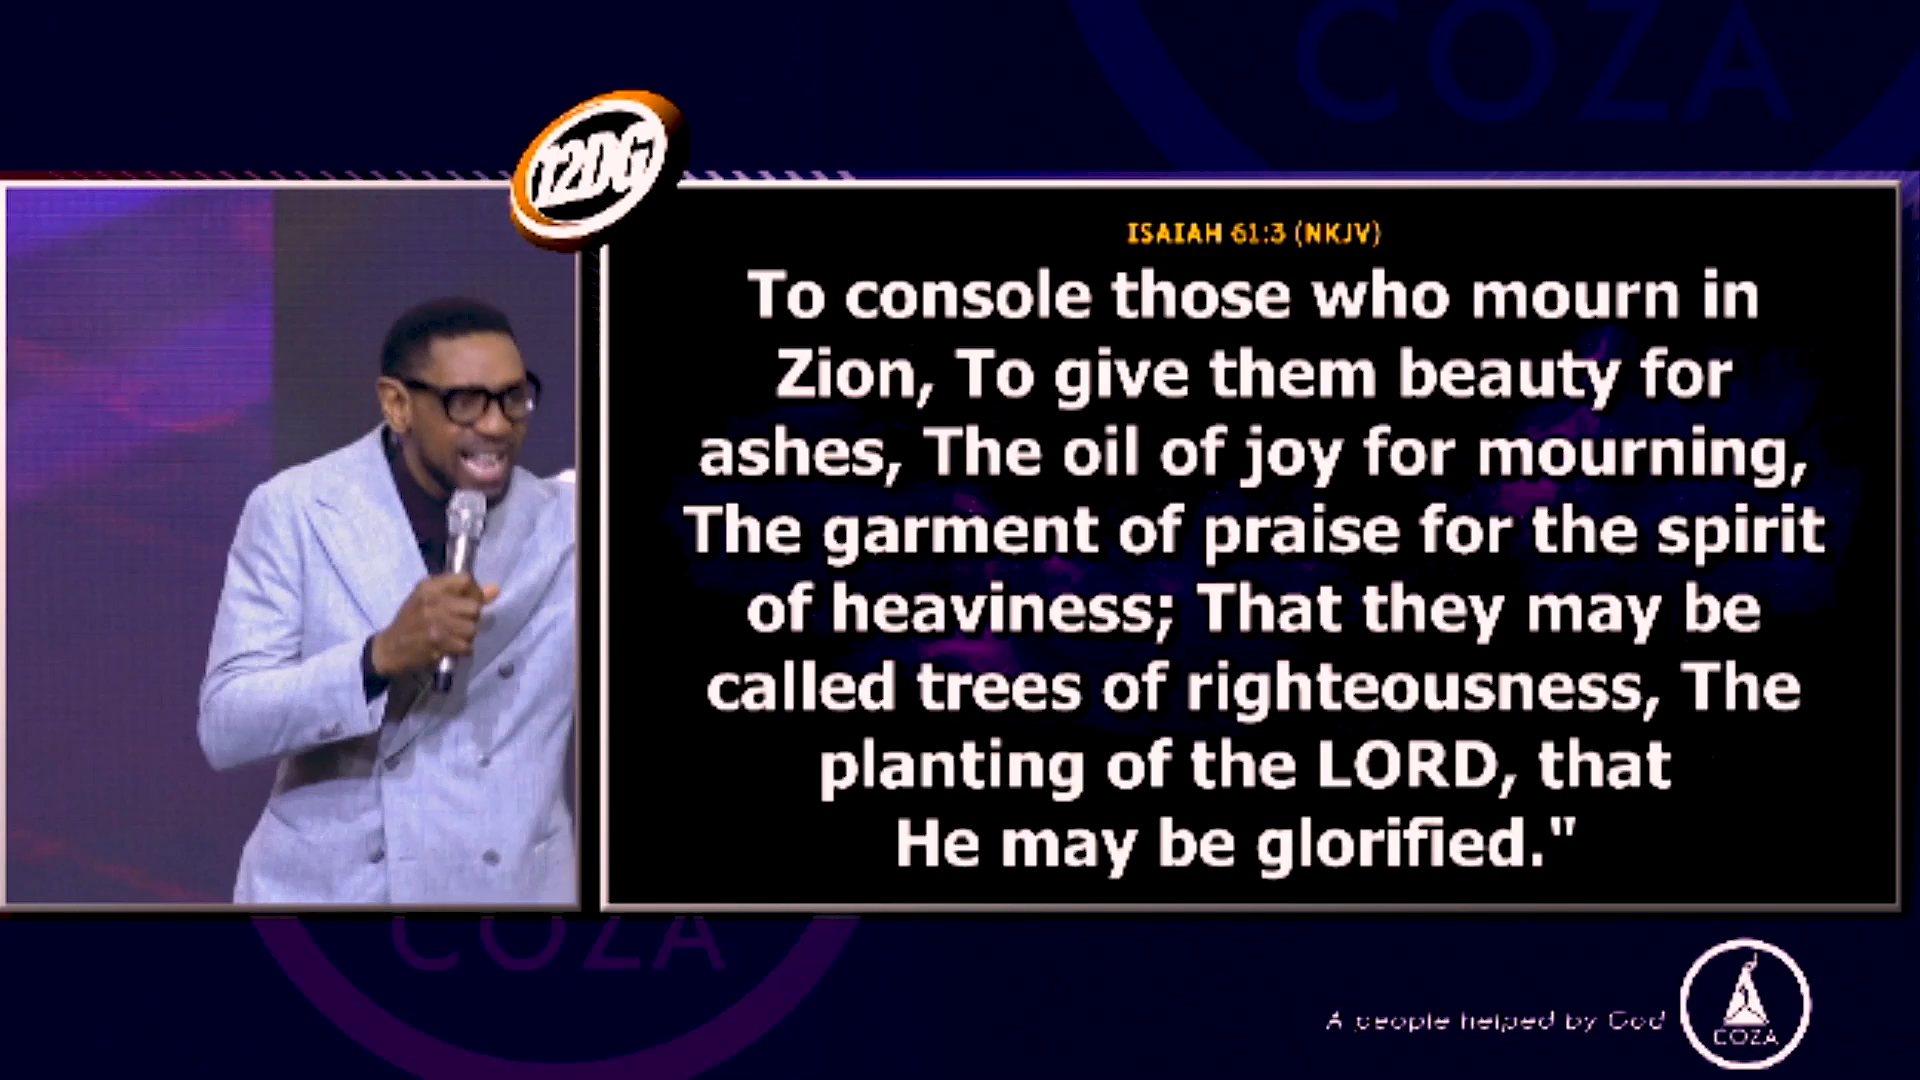 COZA
12DG
ISAIAH 61:3 (NKJV)
To console those who mourn in
Zion, To give them beauty for
ashes, The oil of joy for mourning,
The garment of praise for the spirit
of heaviness; That they may be
called trees of righteousness, The
planting of the LORD, that
He may be glorified."
COZA
A people helped by God
COZA